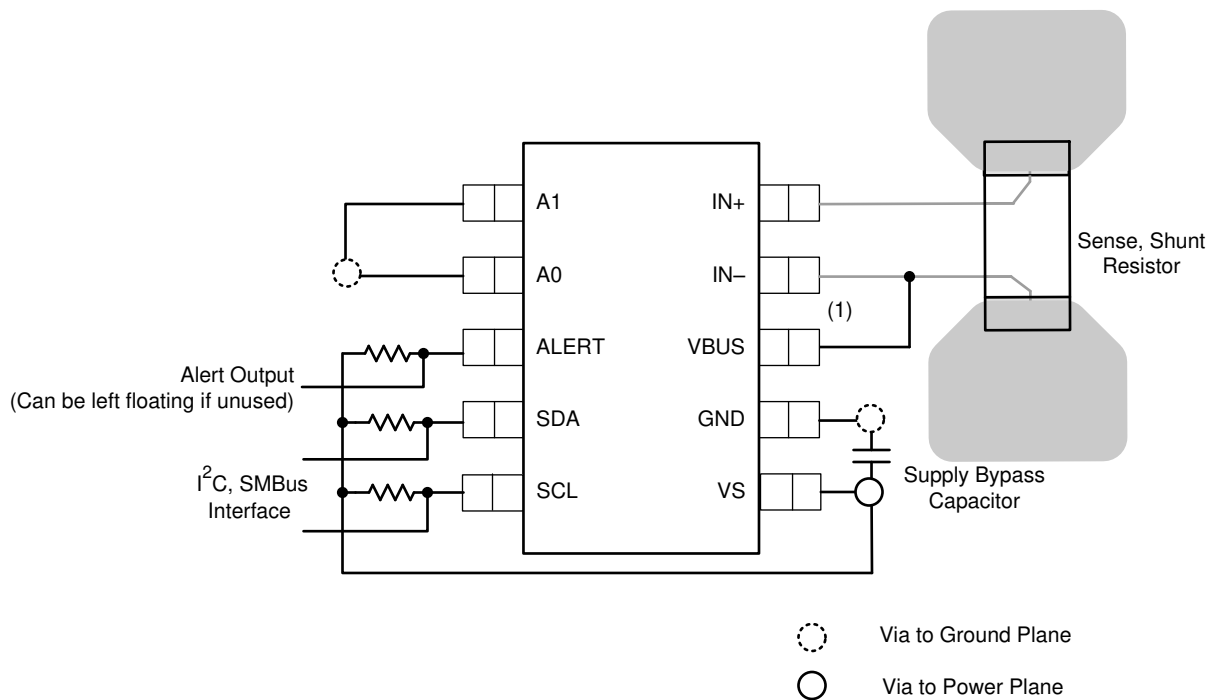 A1
IN+
Sense, Shunt
Resistor
A0
IN–
(1)
ALERT
VBUS
Alert Output
(Can be left floating if unused)
SDA
GND
I²C, SMBus
Interface
SCL
VS
Supply Bypass
Capacitor
Via to Ground Plane
Via to Power Plane